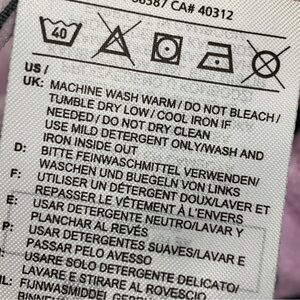 CA# 40312
40
US /
UK: MACHINE WASH WARM / DO NOT BLEACH /
TUMBLE DRY LOW / COOL IRON IF
NEEDED / DO NOT DRY CLEAN
USE MILD DETERGENT ONLY/WASH AND
IRON INSIDE OUT
D: BITTE FEINWASCHMITTEL VERWENDEN/
WASCHEN UND BUEGELN VON LINKS
F: UTILISER UN DÉTERGENT DOUX/LAVER ET
REPASSER LE VÊTEMENT À L'ENVERS
E: USAR DETERGENTE NEUTRO/LAVAR Y
PLANCHAR AL REVÉS
P: USAR DETERGENTES SUAVES/LAVAR E
PASSAR PELO AVESSO
USARE SOLO DETERGENTE DELICATO/
LAVARE E STIRARE AL ROVESCIO
FIJNWASMIDDEL